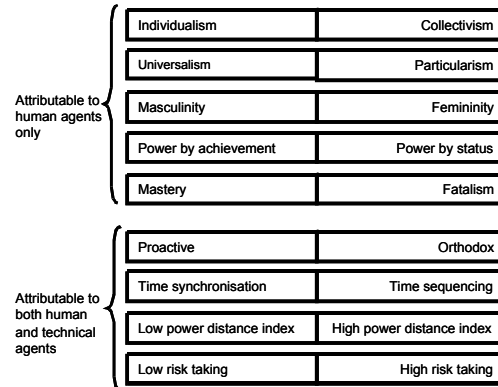 Individualism Collectivism
Universalism Particularism
Attributable to
human agents
only
Masculinity Femininity
Power by achievement Power by status
Mastery Fatalism
Proactive Orthodox
Time synchronisation Time sequencing
Attributable to
both human
and technical
agents
Low power distance index High power distance index
Low risk taking High risk taking